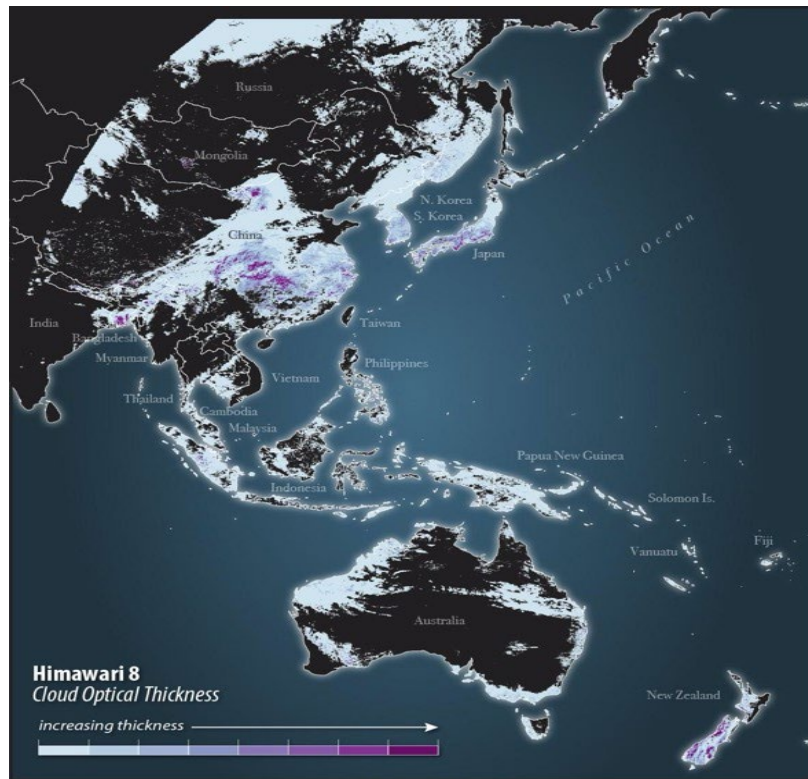 Russia
Mongolia
N. Korea
S. Korea
China
Japan
Pacific Ocean
India
Bangladesh
Taiwan
Myanmar
Philippines
Vietnam
Thailand
Cambodia
Malaysia
Papua New Guinea
Indonesia
Solomon Is.
Fiji
Vanuatu
Australia
Himawari 8
Cloud Optical Thickness
New Zealand
increasing thickness